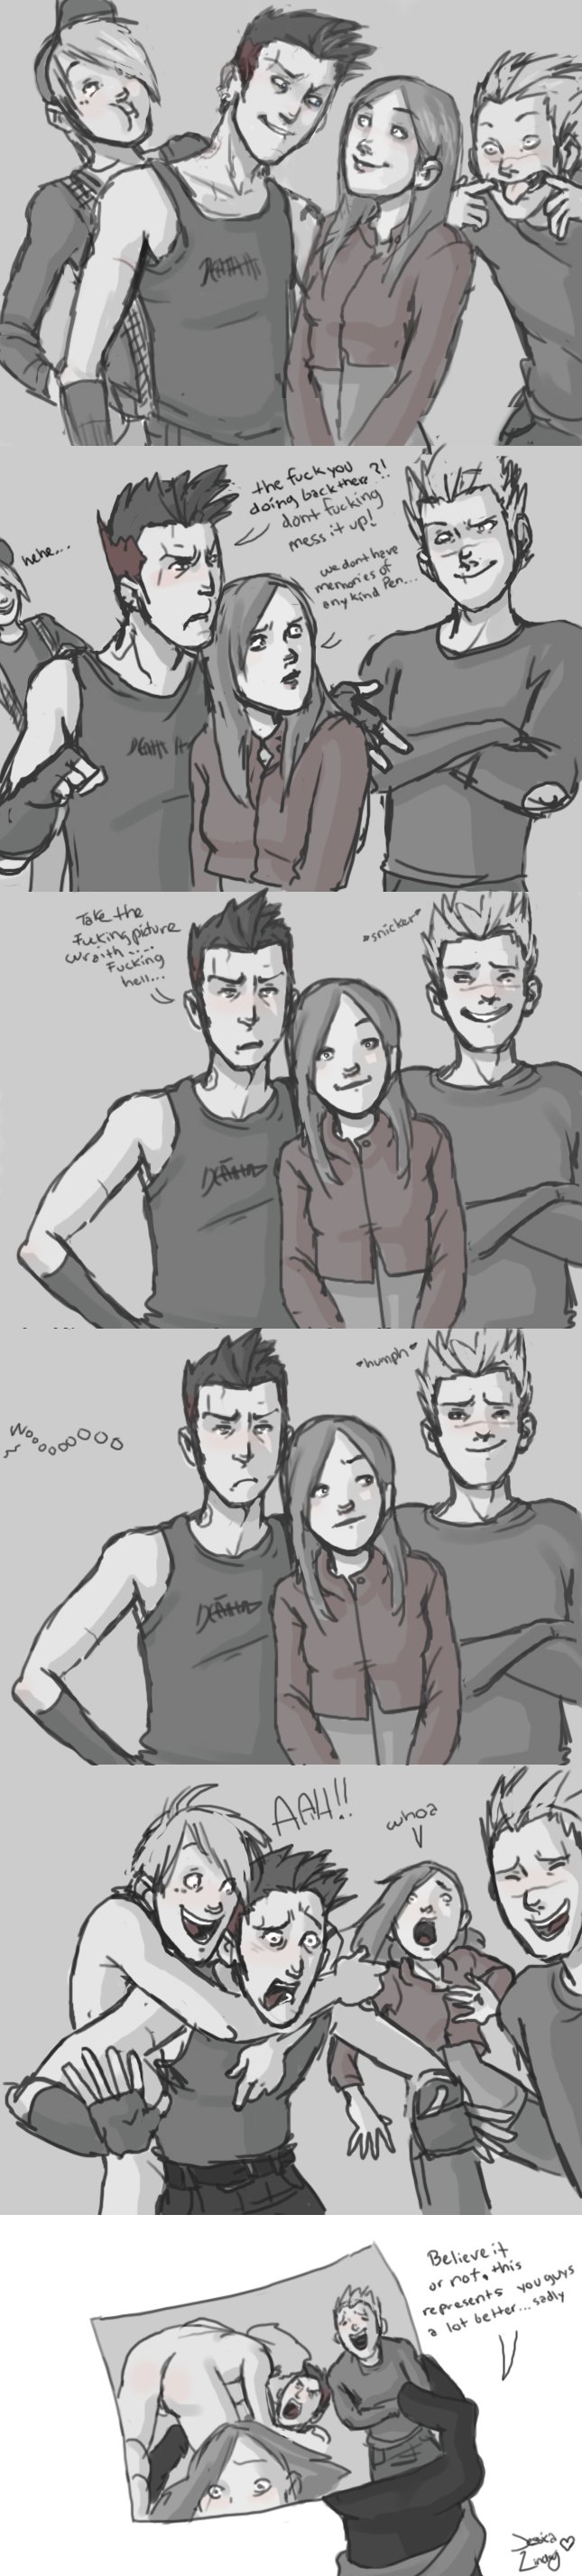 the fuck you
doing back there ?!
dont fucking
mess it up!
hehe...
we dont have
memories of
any kind Pen...
Take the
Fucking picture
wraith ....
Fucking
hell...
*snicker*
*humph*
Nooooooooo
AAH!!
whoa
Believe it
or not, this
represents you guys
a lot better... sadly
Jessica